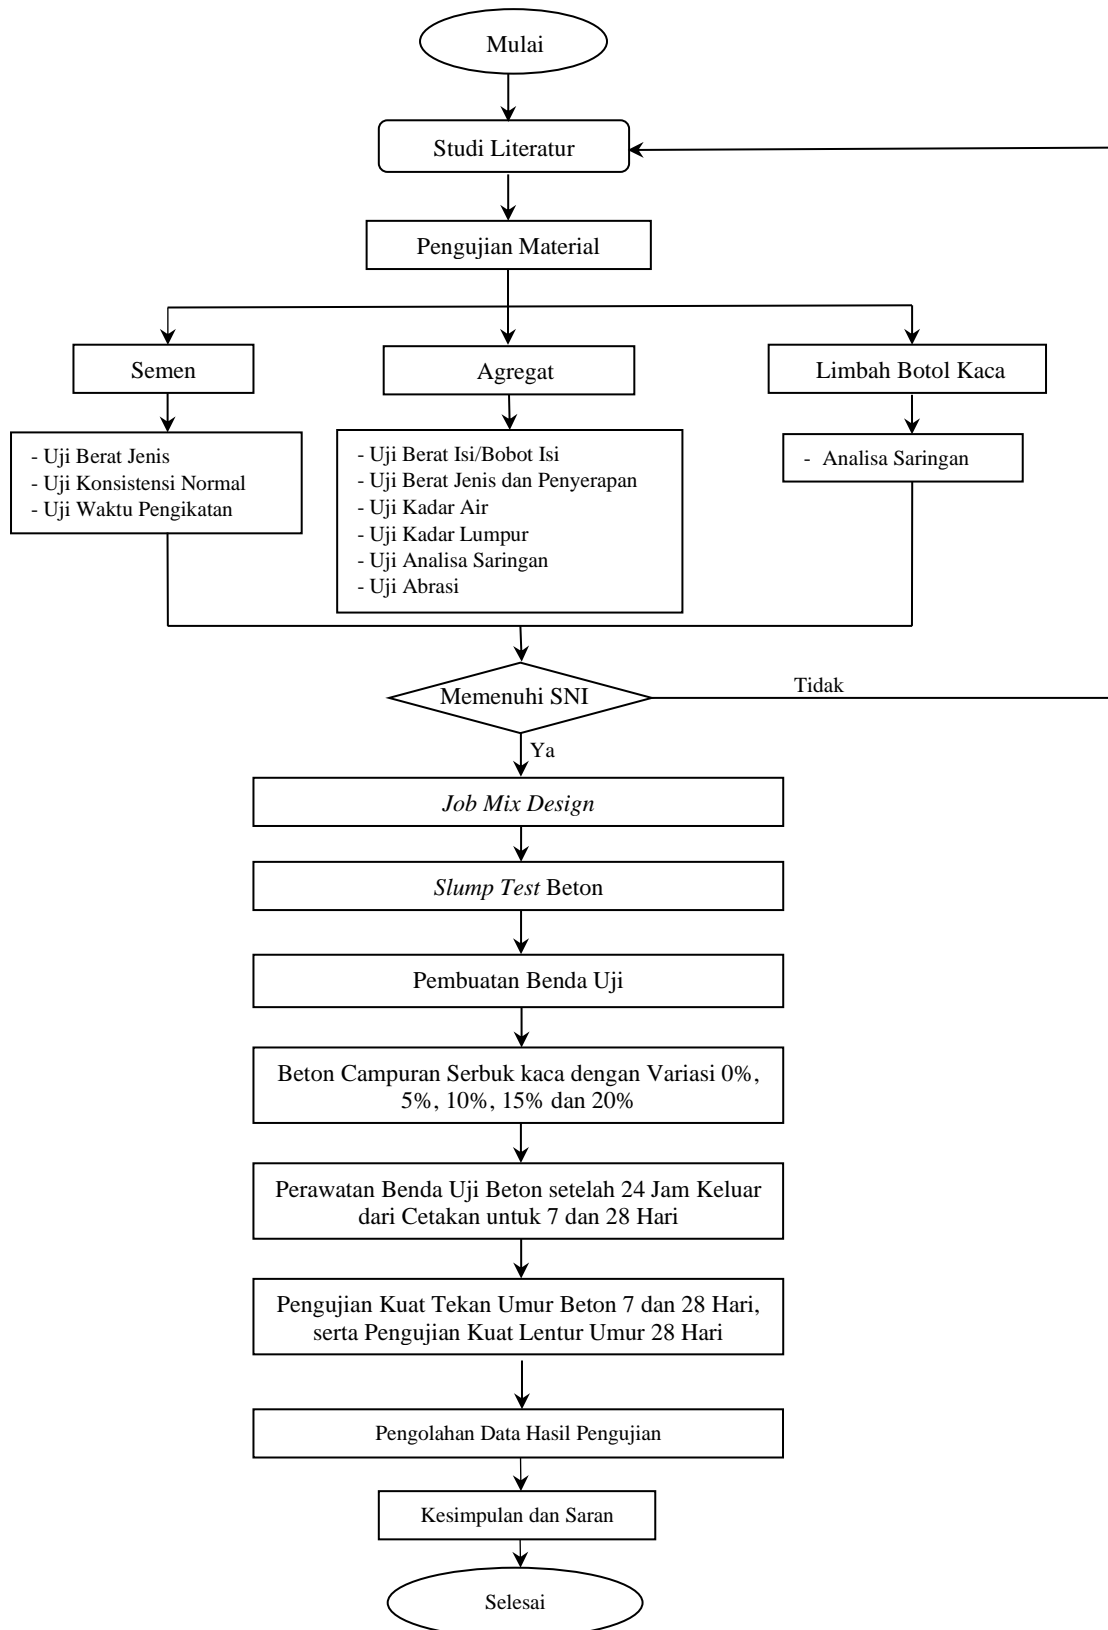 Mulai
Studi Literatur
Pengujian Material
Semen
Agregat
Limbah Botol Kaca
- Uji Berat Jenis
- Uji Konsistensi Normal
- Uji Waktu Pengikatan
- Uji Berat Isi/Bobot Isi
- Uji Berat Jenis dan Penyerapan
- Uji Kadar Air
- Uji Kadar Lumpur
- Uji Analisa Saringan
- Uji Abrasi
- Analisa Saringan
Memenuhi SNI
Tidak
Ya
Job Mix Design
Slump Test Beton
Pembuatan Benda Uji
Beton Campuran Serbuk kaca dengan Variasi 0%,
5%, 10%, 15% dan 20%
Perawatan Benda Uji Beton setelah 24 Jam Keluar
dari Cetakan untuk 7 dan 28 Hari
Pengujian Kuat Tekan Umur Beton 7 dan 28 Hari,
serta Pengujian Kuat Lentur Umur 28 Hari
Pengolahan Data Hasil Pengujian
Kesimpulan dan Saran
Selesai